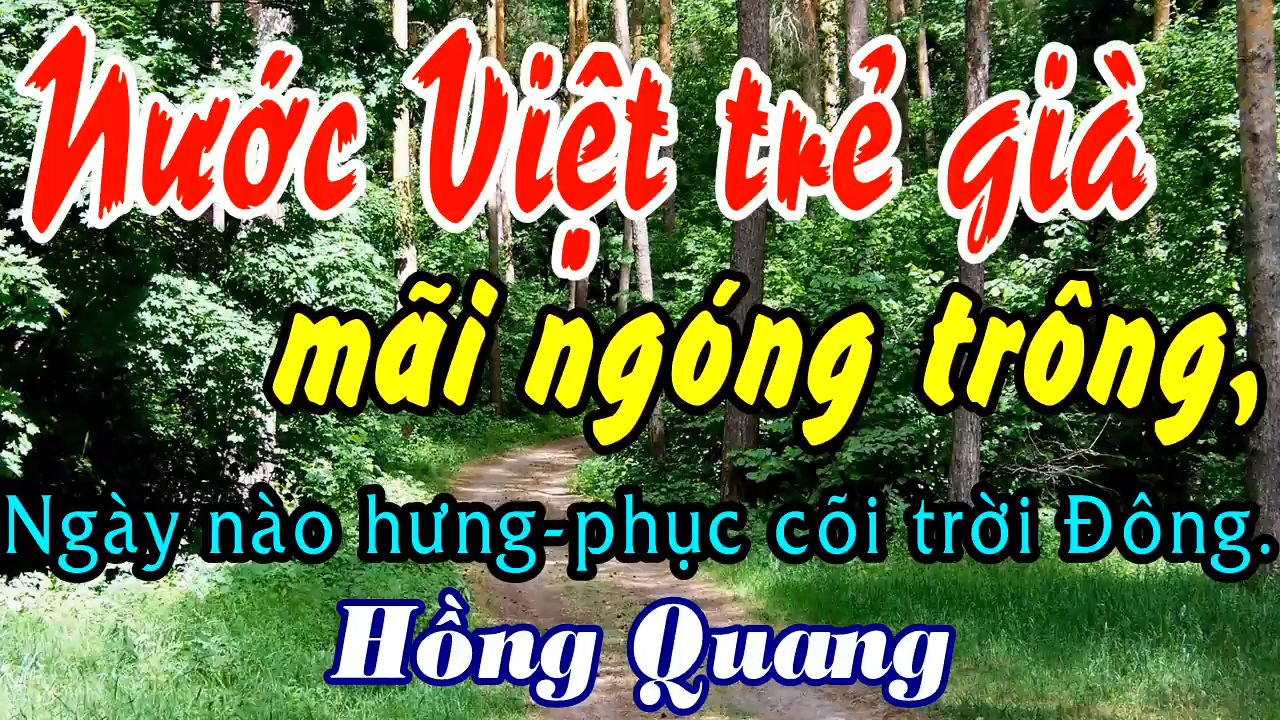 Nước Việt trẻ già
mãi ngóng trông,
Ngày nào hưng-phục cõi trời Đông.
Hồng Quang